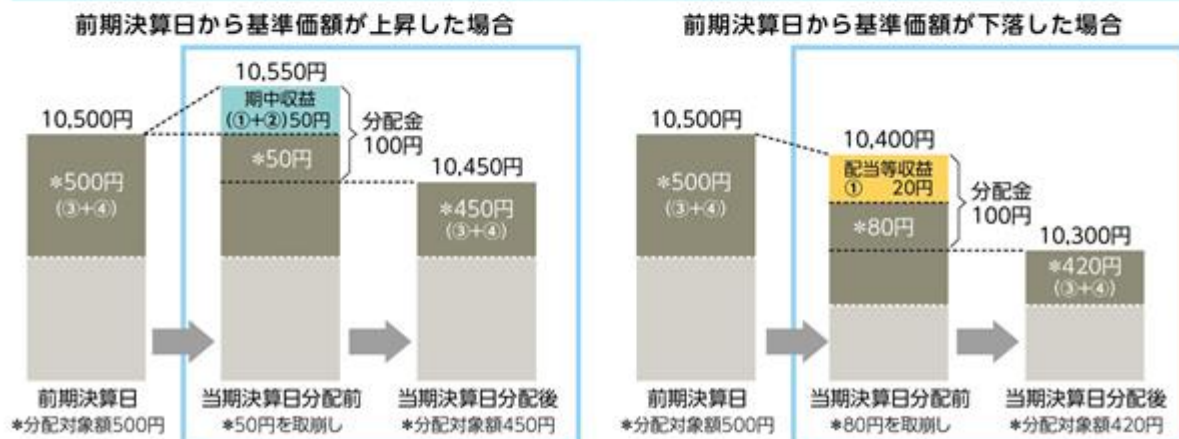 前期決算日から基準価額が上昇した場合
10,550円
期中収益
(①+②)50円
10,500円
分配金
100円
*50円
*500円
(③+④)
10,450円
*450円
(③+④)
前期決算日
*分配対象額500円
当期決算日分配前
*50円を取崩し
当期決算日分配後
*分配対象額450円
前期決算日から基準価額が下落した場合
10,500円
10,400円
配当等収益
① 20円
*500円
(③+④)
分配金
100円
*80円
10,300円
*420円
(③+④)
前期決算日
*分配対象額500円
当期決算日分配前
*80円を取崩し
当期決算日分配後
*分配対象額420円